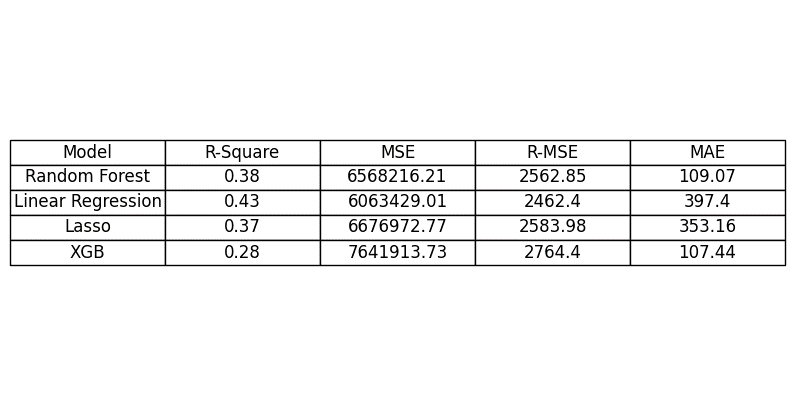 Model R-Square MSE R-MSE MAE
Random Forest 0.38 6568216.21 2562.85 109.07
Linear Regression 0.43 6063429.01 2462.4 397.4
Lasso 0.37 6676972.77 2583.98 353.16
XGB 0.28 7641913.73 2764.4 107.44